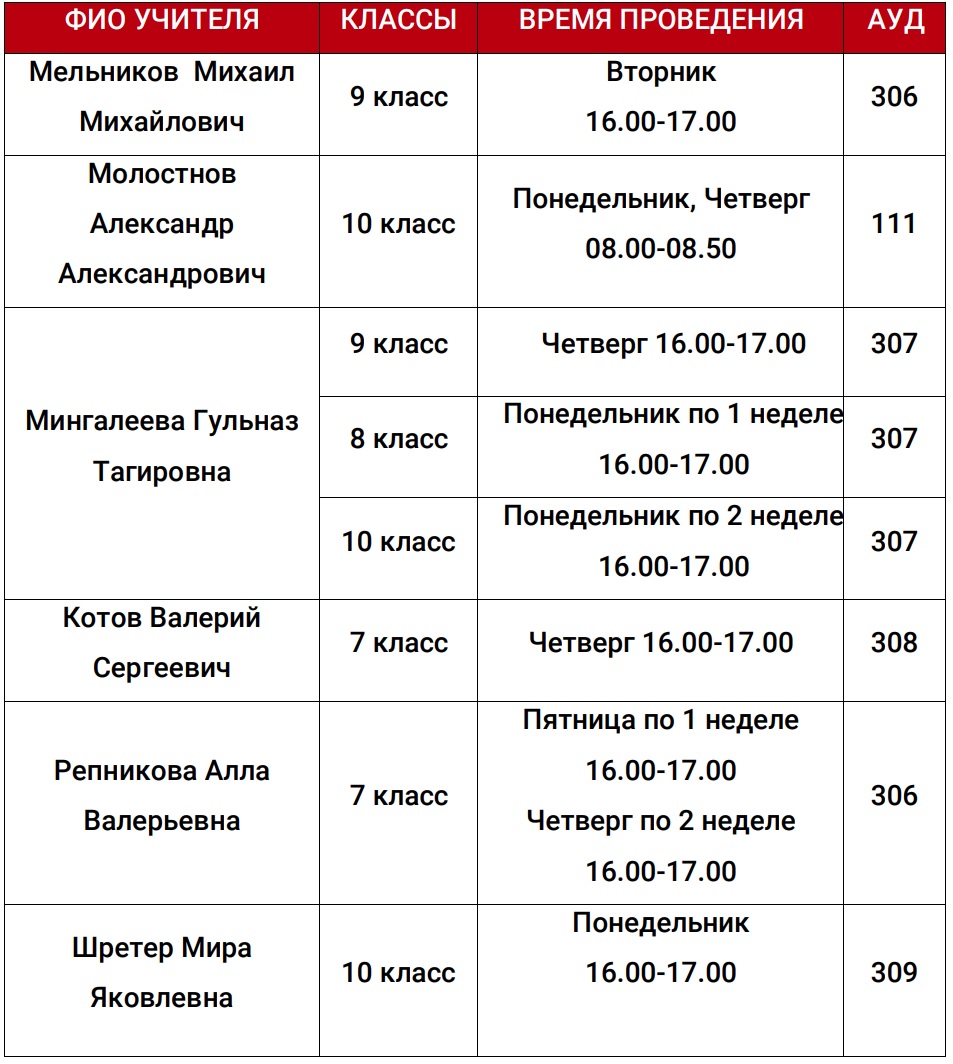 ФИО УЧИТЕЛЯ КЛАССЫ ВРЕМЯ ПРОВЕДЕНИЯ АУД
Мельников Михаил
Михайлович
9 класс
Вторник
16.00-17.00
306
Молостнов
Александр
Александрович
10 класс
Понедельник, Четверг
08.00-08.50
111
Мингалеева Гульназ
Тагировна
9 класс
Четверг 16.00-17.00
307
8 класс
Понедельник по 1 неделе
16.00-17.00
307
10 класс
Понедельник по 2 неделе
16.00-17.00
307
Котов Валерий
Сергеевич
7 класс
Четверг 16.00-17.00
308
Репникова Алла
Валерьевна
7 класс
Пятница по 1 неделе
16.00-17.00
Четверг по 2 неделе
16.00-17.00
306
Шретер Мира
Яковлевна
10 класс
Понедельник
16.00-17.00
309